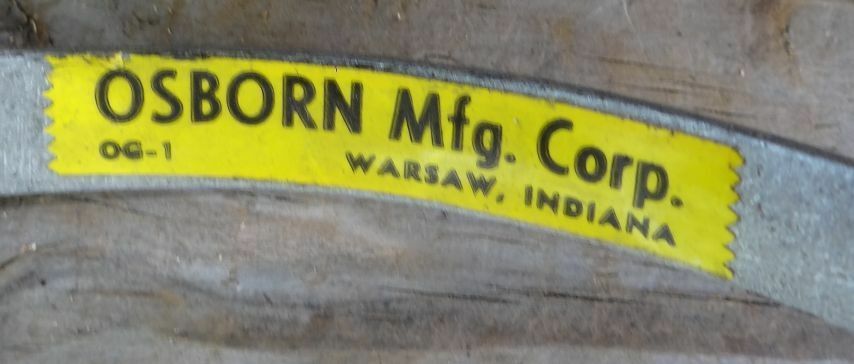 OSBORN Mfg. Corp.
OG-1 WARSAW, INDIANA